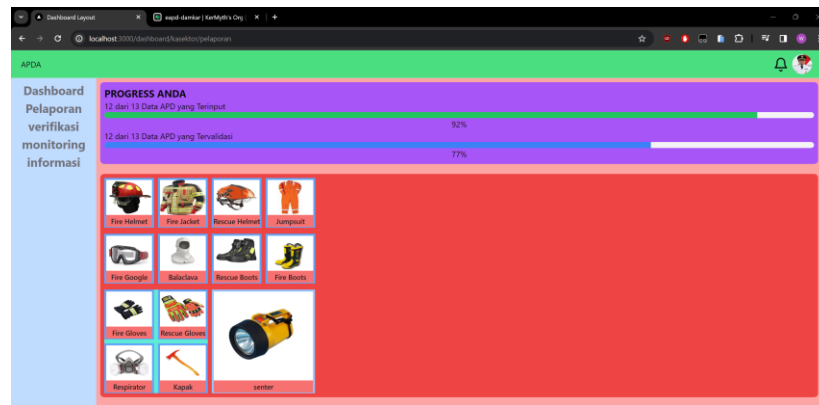 Dashboard Layout
eapd-damkar | KerMyth's Org |
localhost:3000/dashboard/kasektor/pelaporan
APDA
Dashboard
Pelaporan
verifikasi
monitoring
informasi
PROGRESS ANDA
12 dari 13 Data APD yang Terinput
92%
12 dari 13 Data APD yang Tervalidasi
77%
Fire Helmet
Fire Jacket
Rescue Helmet
Jumpsuit
Fire Google
Balaclava
Rescue Boots
Fire Boots
Fire Gloves
Rescue Gloves
Respirator
Kapak
senter